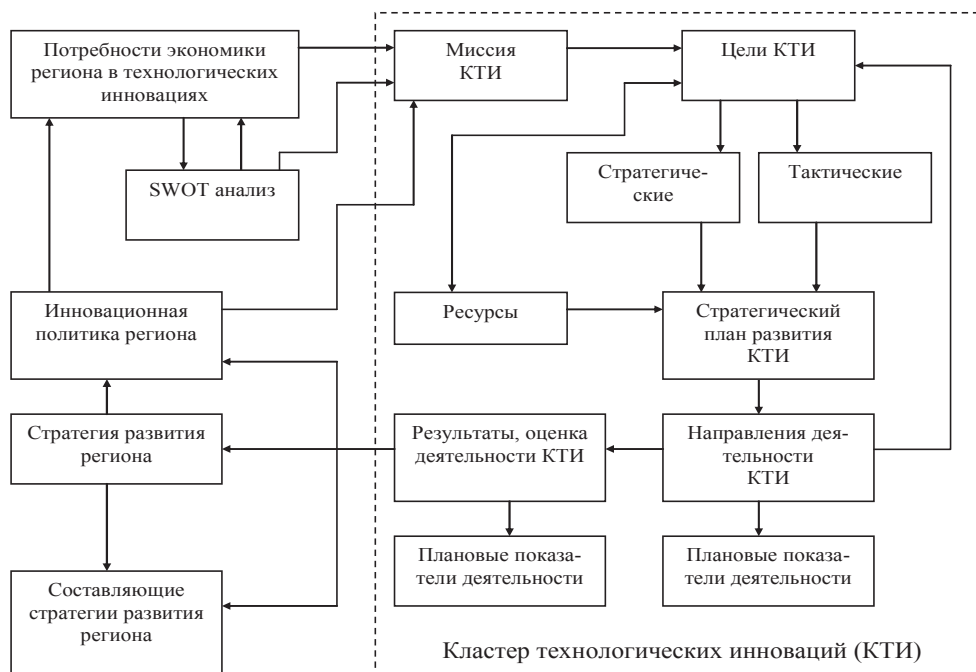 Потребности экономики
региона в технологических
инновациях
Миссия
КТИ
Цели КТИ
SWOT анализ
Стратегиче-
ские
Тактические
Инновационная
политика региона
Ресурсы
Стратегический
план развития
КТИ
Стратегия развития
региона
Результаты, оценка
деятельности КТИ
Направления дея-
тельности
КТИ
Составляющие
стратегии развития
региона
Плановые показа-
тели деятельности
Плановые показа-
тели деятельности
Кластер технологических инноваций (КТИ)